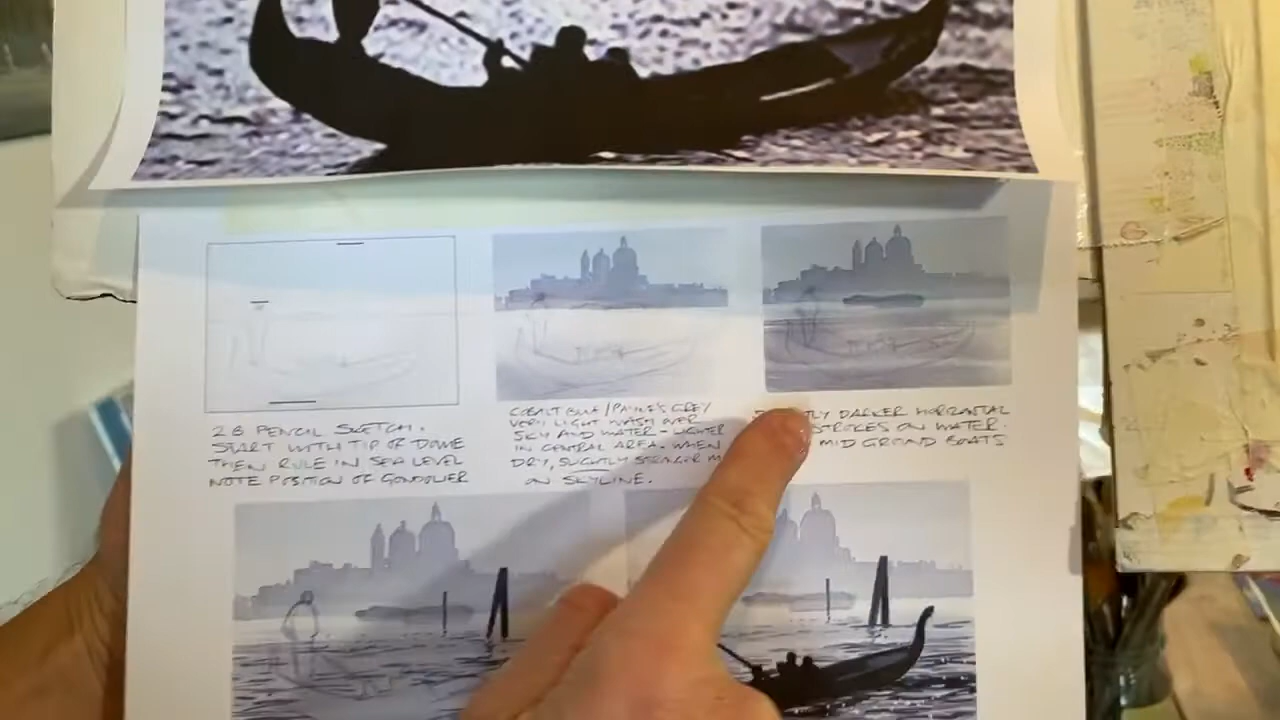 2B PENCIL SKETCH.
START WITH TIP OF DOME
THEN RULE IN SEA LEVEL
NOTE POSITION OF GONDOLIER
COBALT BLUE/PAYNE'S GREY
VERY LIGHT WASH OVER
SKY AND WATER - LIGHTER
IN CENTRAL AREA. WHEN
DRY, SLIGHTLY STRONGER
ON SKYLINE.
DARKER HORIZONTAL
STROKES ON WATER.
MID GROUND BOATS